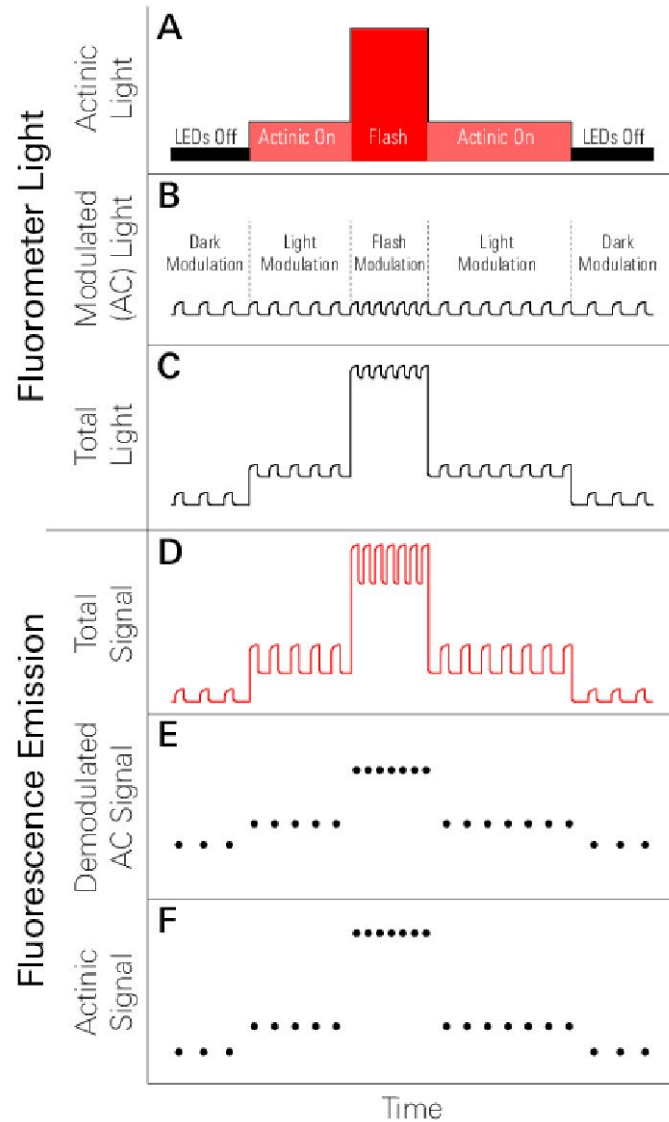 Fluorometer Light
Actinic
Light
A
LEDs Off
Actinic On
Flash
Actinic On
LEDs Off
Modulated
(AC) Light
B
Dark
Modulation
Light
Modulation
Flash
Modulation
Light
Modulation
Dark
Modulation
Total
Light
C
Fluorescence Emission
Total
Signal
D
Demodulated
AC Signal
E
Actinic
Signal
F
Time